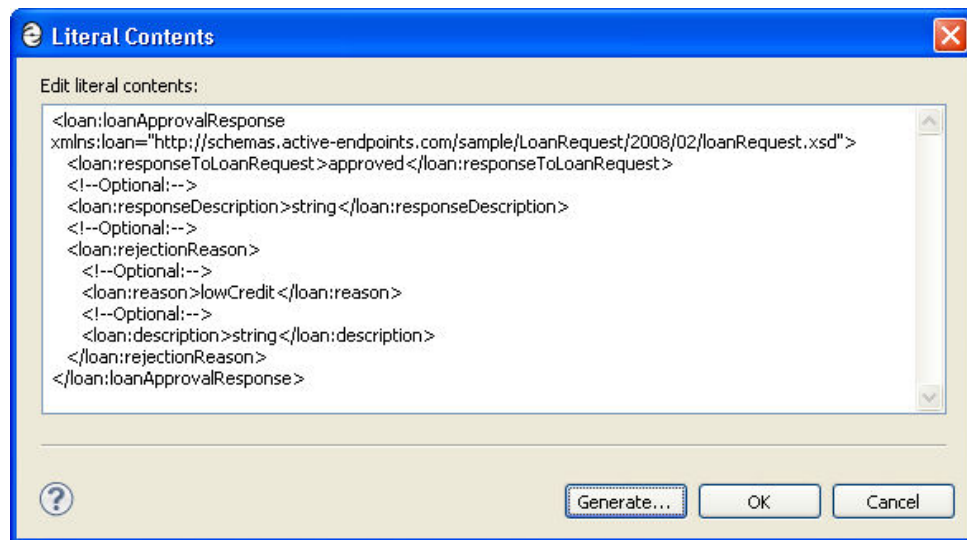 Literal Contents
Edit literal contents:
<loan:loanApprovalResponse
xmlns:loan="http://schemas.active-endpoints.com/sample/LoanRequest/2008/02/loanRequest.xsd">
<loan:responseToLoanRequest>approved</loan:responseToLoanRequest>
<!--Optional:-->
<loan:responseDescription>string</loan:responseDescription>
<!--Optional:-->
<loan:rejectionReason>
<!--Optional:-->
<loan:reason>lowCredit</loan:reason>
<!--Optional:-->
<loan:description>string</loan:description>
</loan:rejectionReason>
</loan:loanApprovalResponse>
? Generate... OK Cancel